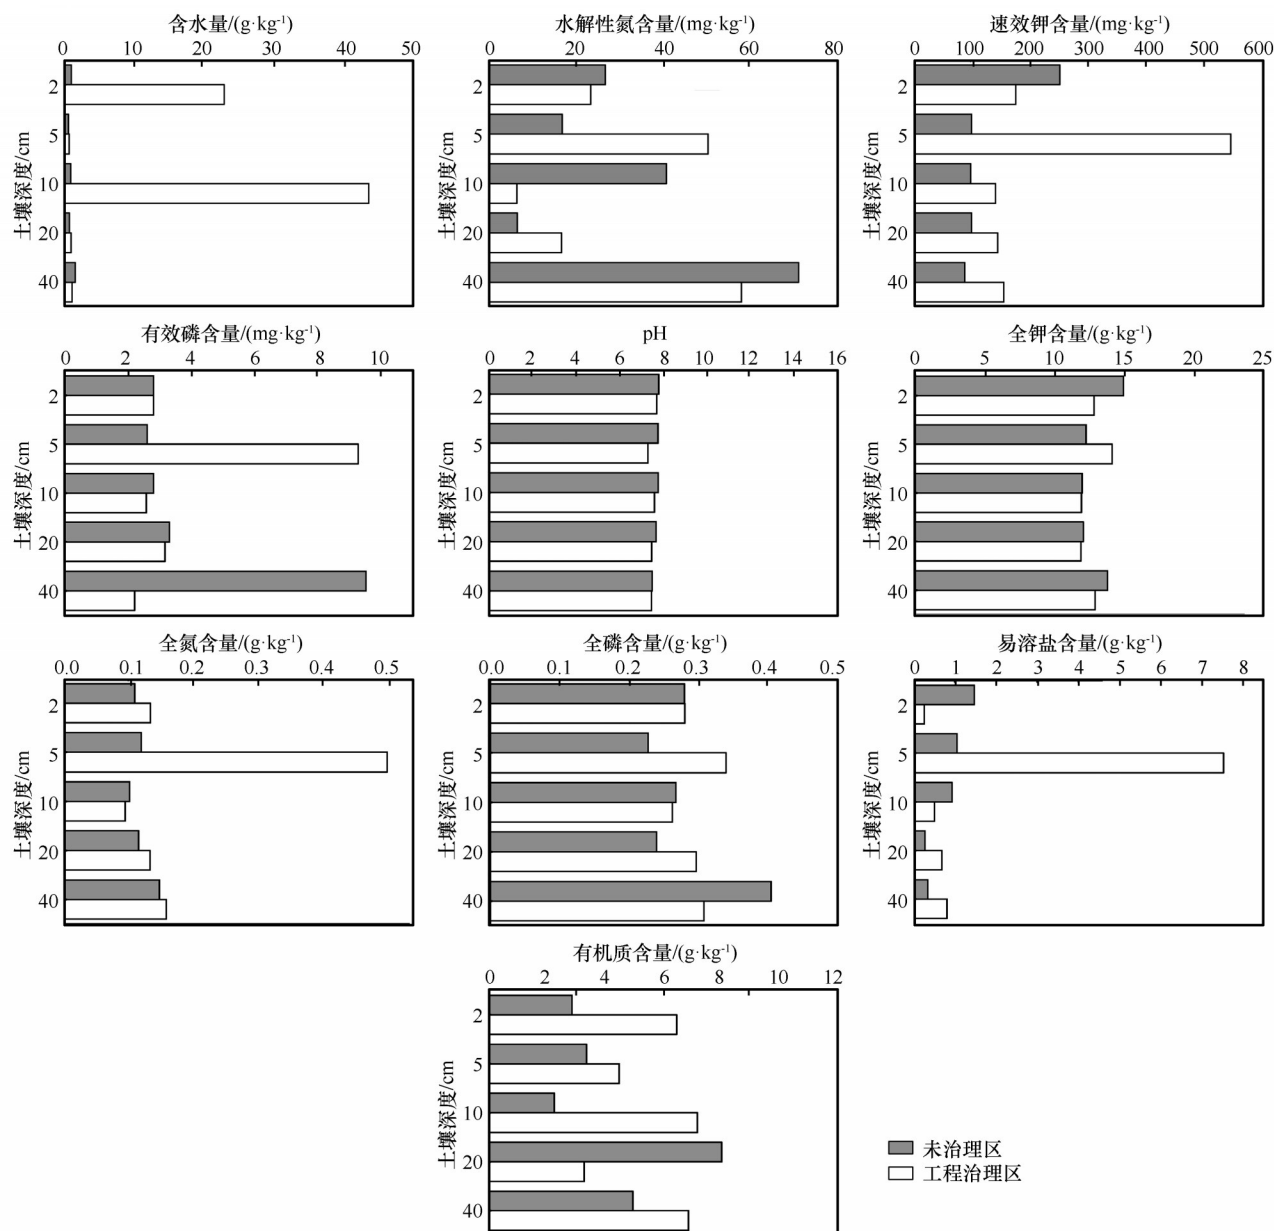 含水量/(g·kg⁻¹)
0 10 20 30 40 50
土壤深度/cm
2
5
10
20
40
水解性氮含量/(mg·kg⁻¹)
0 20 40 60 80
土壤深度/cm
2
5
10
20
40
速效钾含量/(mg·kg⁻¹)
0 100 200 300 400 500 600
土壤深度/cm
2
5
10
20
40
有效磷含量/(mg·kg⁻¹)
0 2 4 6 8 10
土壤深度/cm
2
5
10
20
40
pH
0 2 4 6 8 10 12 14 16
土壤深度/cm
2
5
10
20
40
全钾含量/(g·kg⁻¹)
0 5 10 15 20 25
土壤深度/cm
2
5
10
20
40
全氮含量/(g·kg⁻¹)
0.0 0.1 0.2 0.3 0.4 0.5
土壤深度/cm
2
5
10
20
40
全磷含量/(g·kg⁻¹)
0.0 0.1 0.2 0.3 0.4 0.5
土壤深度/cm
2
5
10
20
40
易溶盐含量/(g·kg⁻¹)
0 1 2 3 4 5 6 7 8
土壤深度/cm
2
5
10
20
40
有机质含量/(g·kg⁻¹)
0 2 4 6 8 10 12
土壤深度/cm
2
5
10
20
40
未治理区
工程治理区